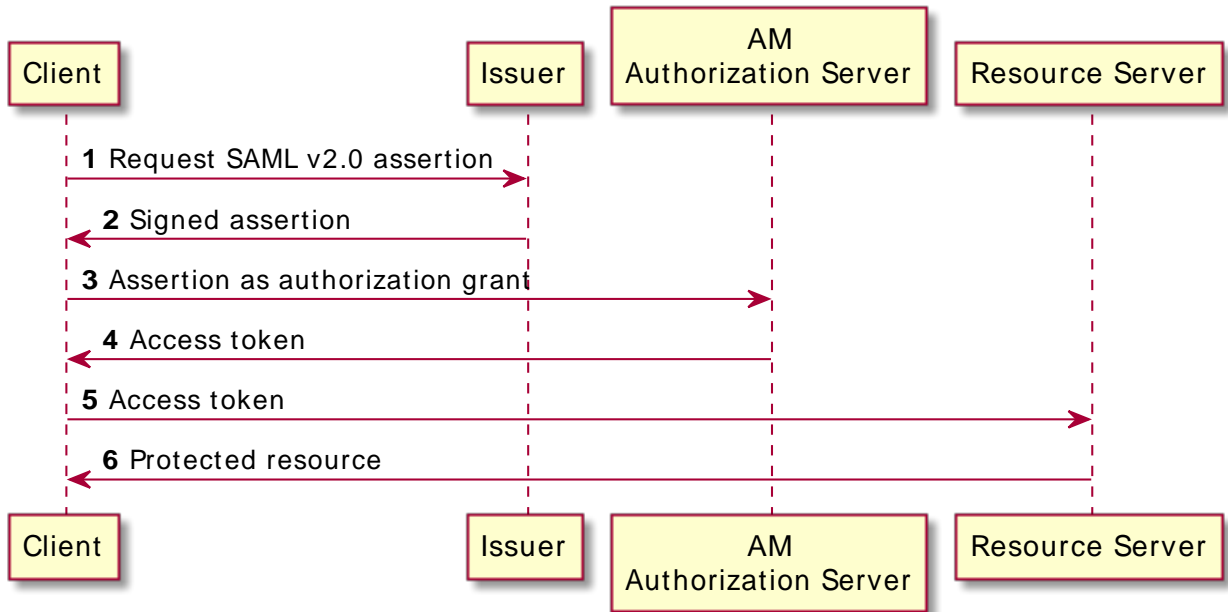 Client
Issuer
AM
Authorization Server
Resource Server
1 Request SAML v2.0 assertion
2 Signed assertion
3 Assertion as authorization grant
4 Access token
5 Access token
6 Protected resource
Client
Issuer
AM
Authorization Server
Resource Server